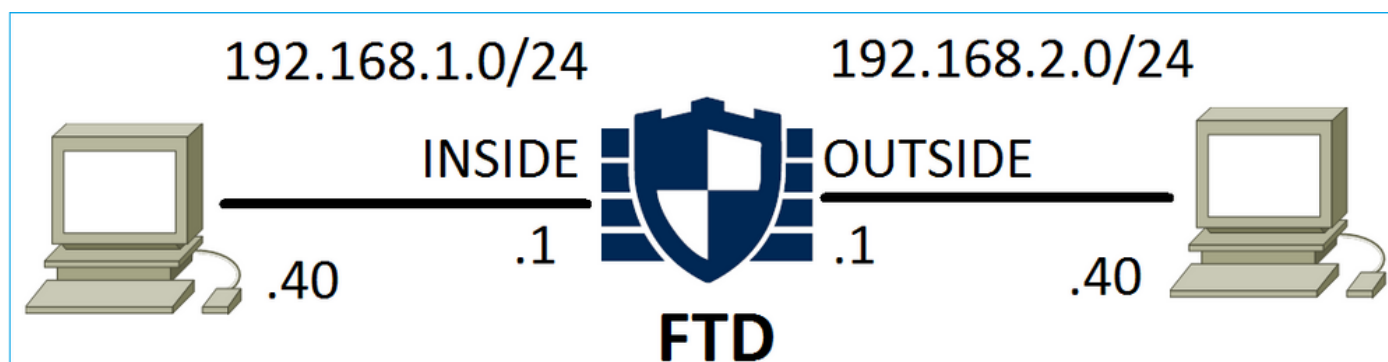 192.168.1.0/24
192.168.2.0/24
INSIDE
OUTSIDE
.40
.1
.1
.40
FTD